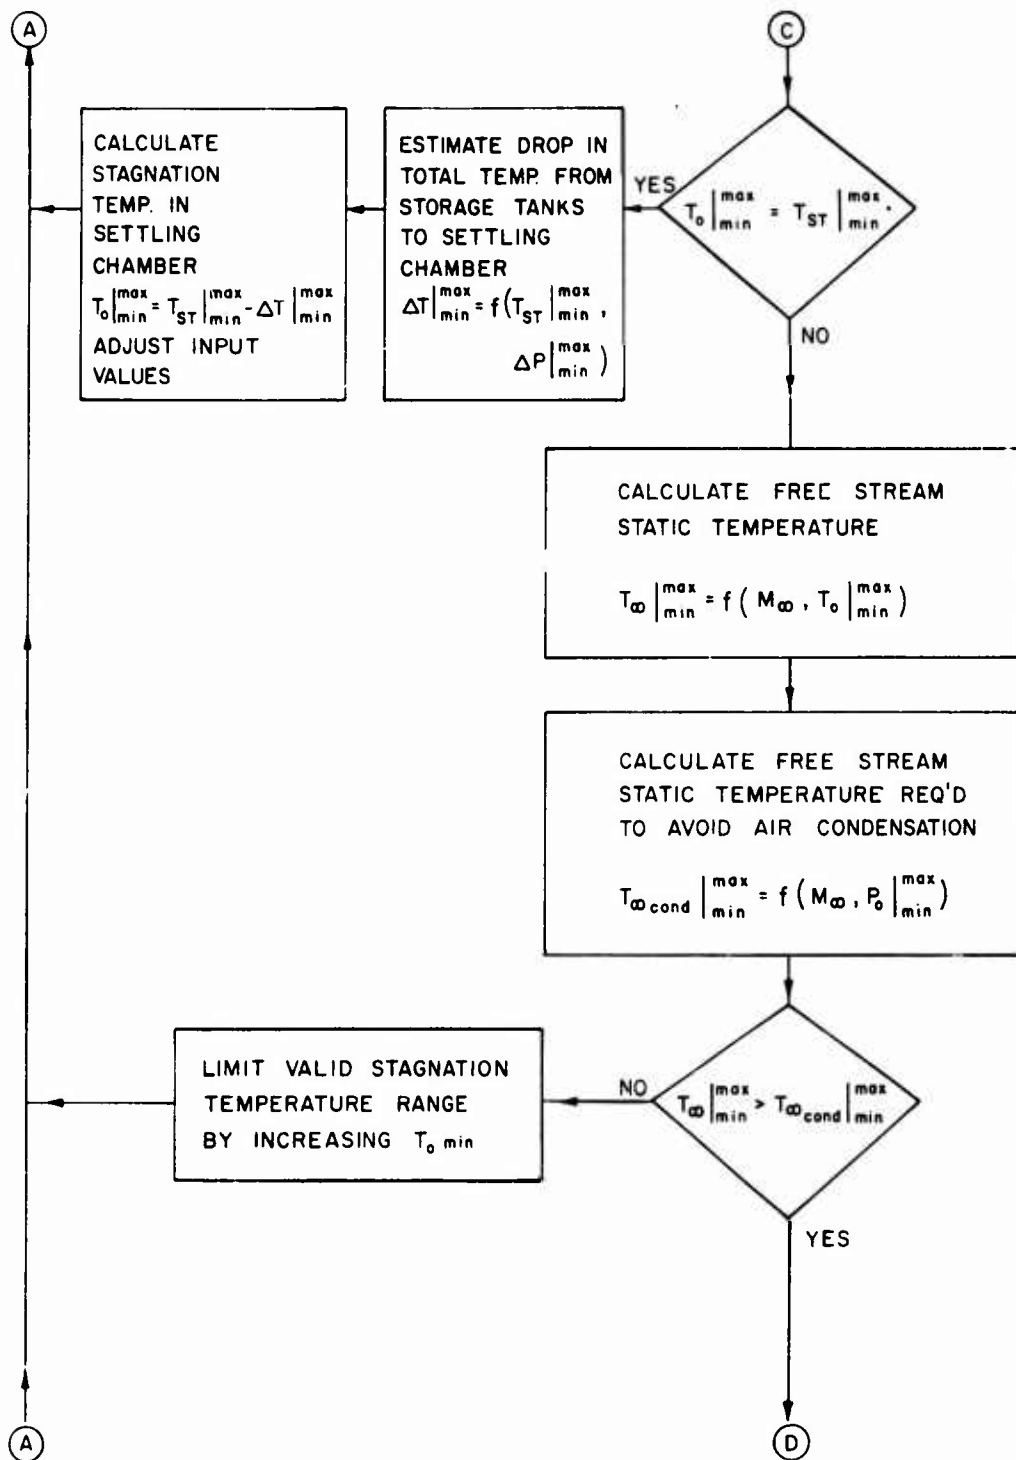 A
C
CALCULATE
STAGNATION
TEMP. IN
SETTLING
CHAMBER
T₀|max min = T_ST|max min - ΔT|max min
ADJUST INPUT
VALUES
ESTIMATE DROP IN
TOTAL TEMP. FROM
STORAGE TANKS
TO SETTLING
CHAMBER
ΔT|max min = f(T_ST|max min ,
ΔP|max min )
YES
T₀|max min = T_ST|max min .
NO
CALCULATE FREE STREAM
STATIC TEMPERATURE
T∞|max min = f ( M∞ , T₀|max min )
CALCULATE FREE STREAM
STATIC TEMPERATURE REQ'D
TO AVOID AIR CONDENSATION
T∞ cond|max min = f ( M∞ , P₀|max min )
LIMIT VALID STAGNATION
TEMPERATURE RANGE
BY INCREASING T₀ min
NO
T∞|max min > T∞ cond|max min
YES
A
D